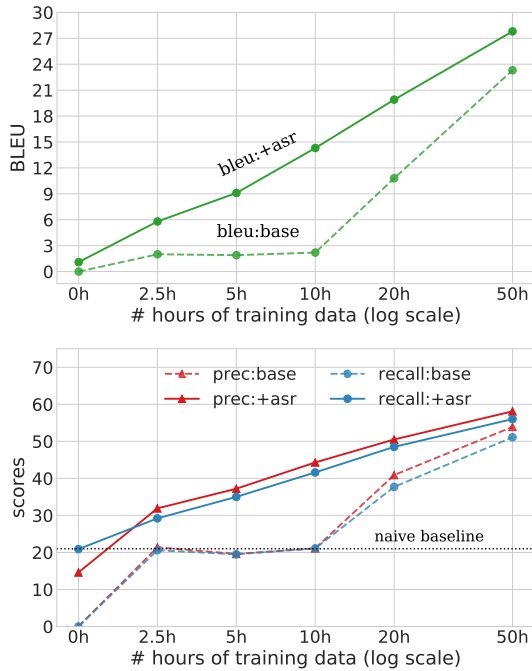 30
27
24
21
18
15
12
9
6
3
0
BLEU
bleu:+asr
bleu:base
0h 2.5h 5h 10h 20h 50h
# hours of training data (log scale)
70
60
50
40
30
20
10
0
scores
prec:base recall:base
prec:+asr recall:+asr
naive baseline
0h 2.5h 5h 10h 20h 50h
# hours of training data (log scale)